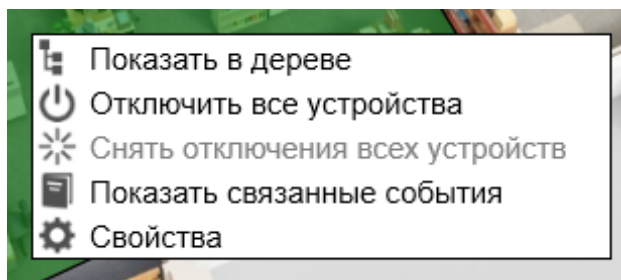 Показать в дереве
Отключить все устройства
Снять отключения всех устройств
Показать связанные события
Свойства